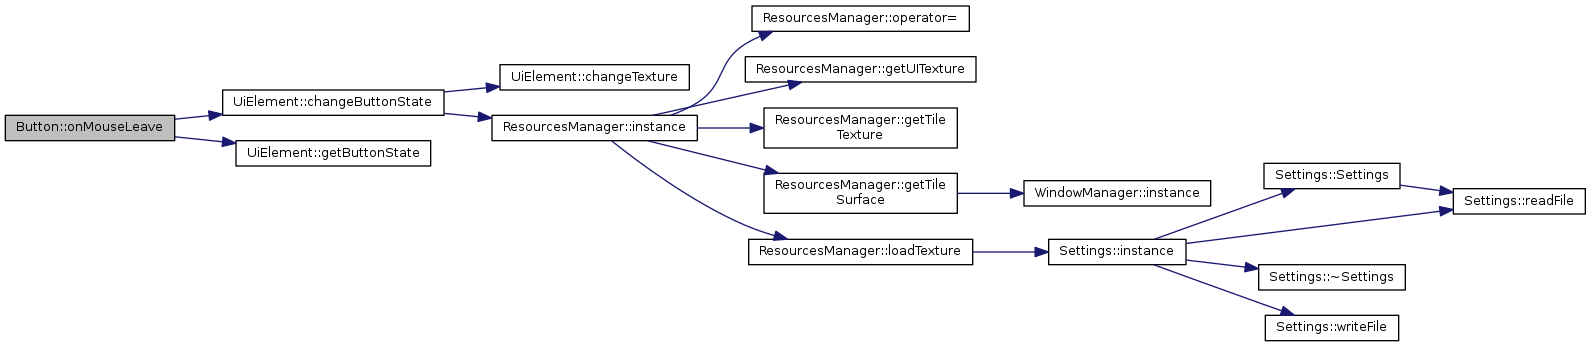 Button::onMouseLeave
UiElement::changeButtonState
UiElement::getButtonState
UiElement::changeTexture
ResourcesManager::instance
ResourcesManager::operator=
ResourcesManager::getUITexture
ResourcesManager::getTile
Texture
ResourcesManager::getTile
Surface
ResourcesManager::loadTexture
WindowManager::instance
Settings::instance
Settings::Settings
Settings::~Settings
Settings::writeFile
Settings::readFile